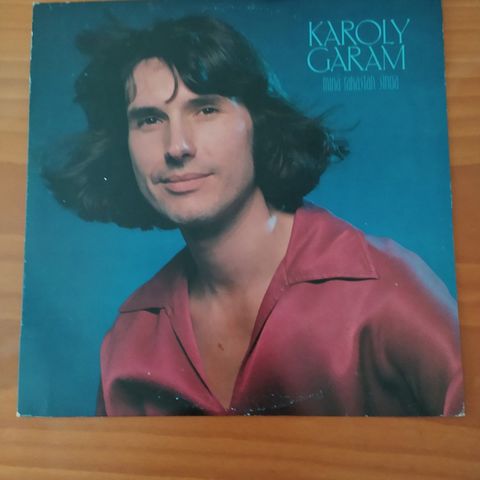 KAROLY
GARAM
minä rakastan sinua